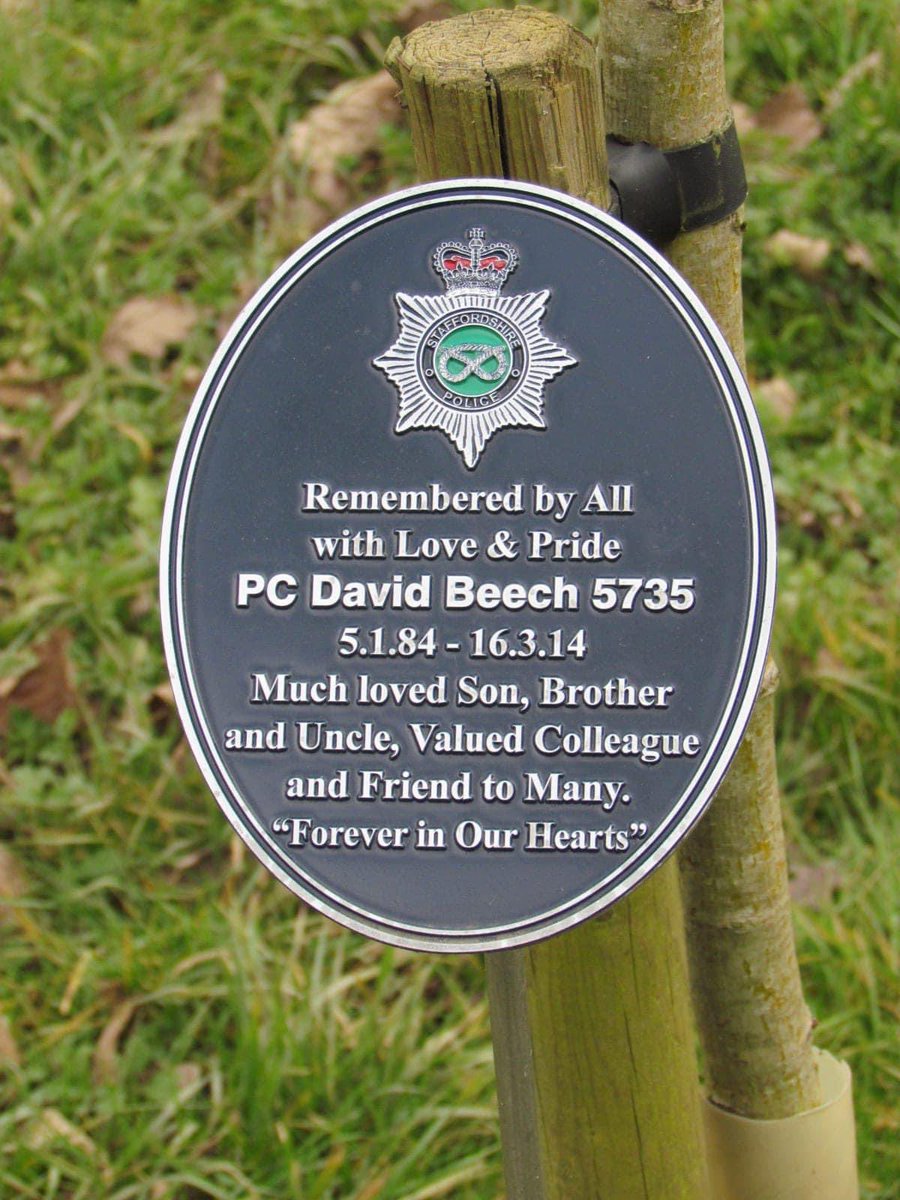 STAFFORDSHIRE
POLICE
Remembered by All
with Love & Pride
PC David Beech 5735
5.1.84 - 16.3.14
Much loved Son, Brother
and Uncle, Valued Colleague
and Friend to Many.
“Forever in Our Hearts”